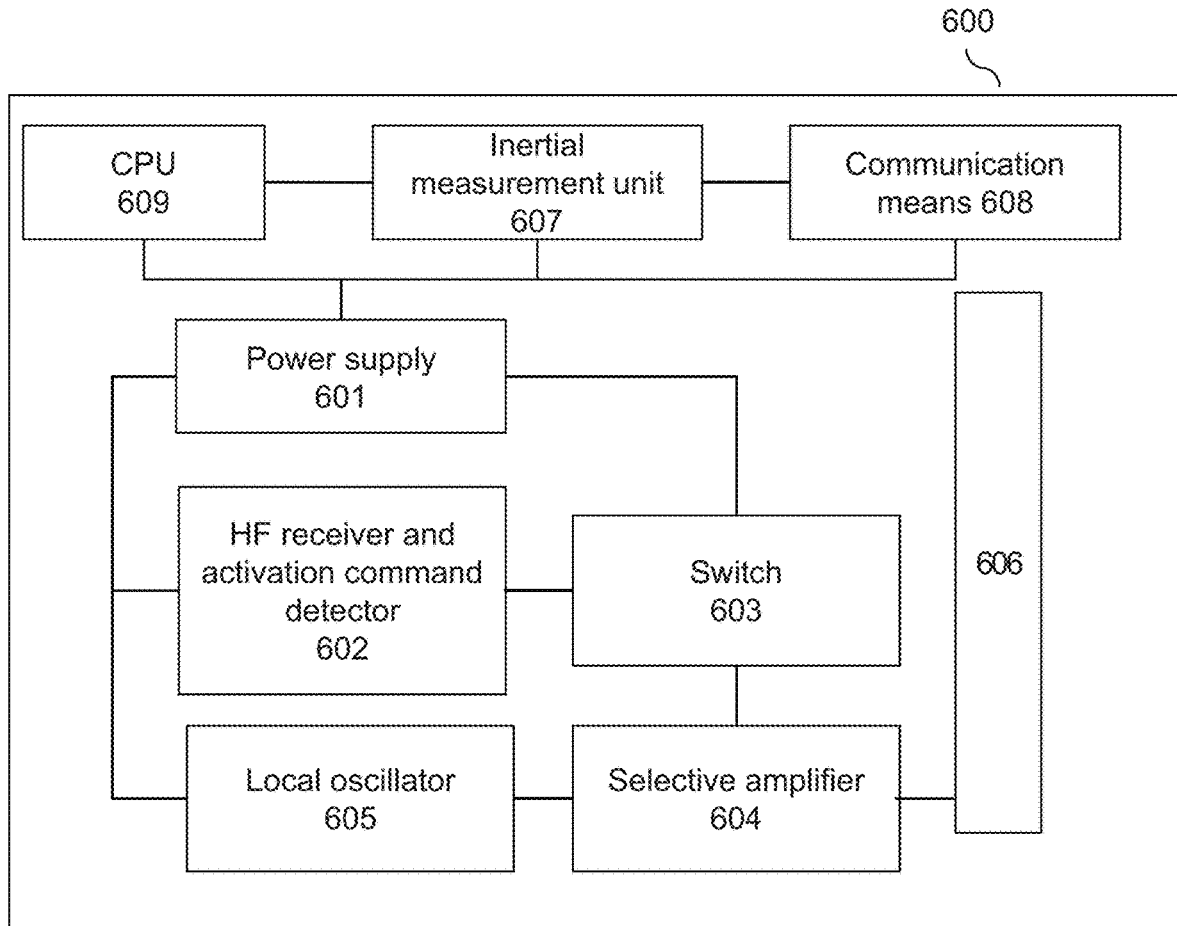 600
CPU
609
Inertial
measurement unit
607
Communication
means 608
Power supply
601
606
HF receiver and
activation command
detector
602
Switch
603
Local oscillator
605
Selective amplifier
604